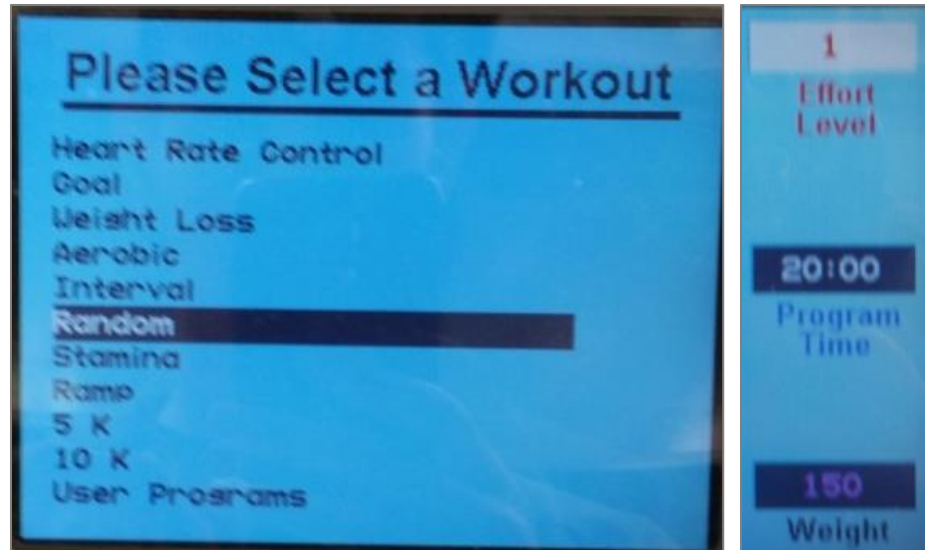 Please Select a Workout
Heart Rate Control
Goal
Weight Loss
Aerobic
Interval
Random
Stamina
Ramp
5 K
10 K
User Programs
1
Effort
Level
20:00
Program
Time
150
Weight